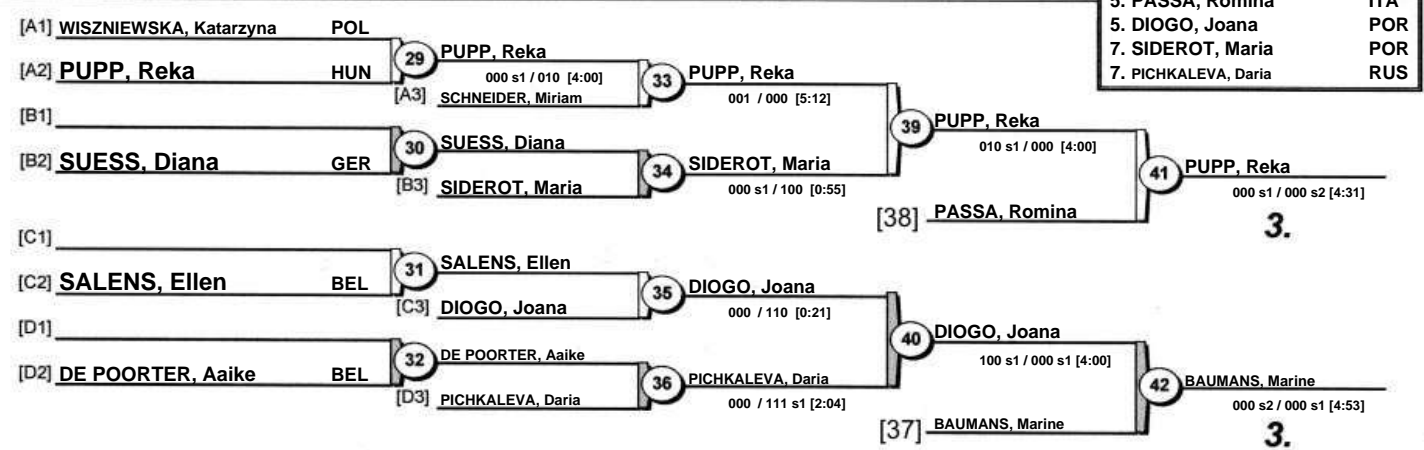 5. PASSA, Romina ITA
5. DIOGO, Joana POR
7. SIDEROT, Maria POR
7. PICHKALEVA, Daria RUS
[A1] WISZNIEWSKA, Katarzyna POL
29 PUPP, Reka
000 s1 / 010 [4:00]
[A2] PUPP, Reka HUN
[A3] SCHNEIDER, Miriam
33 PUPP, Reka
001 / 000 [5:12]
[B1]
30 SUESS, Diana
[B2] SUESS, Diana GER
[B3] SIDEROT, Maria
34 SIDEROT, Maria
000 s1 / 100 [0:55]
39 PUPP, Reka
010 s1 / 000 [4:00]
[38] PASSA, Romina
41 PUPP, Reka
000 s1 / 000 s2 [4:31]
3.
[C1]
31 SALENS, Ellen
[C2] SALENS, Ellen BEL
[C3] DIOGO, Joana
35 DIOGO, Joana
000 / 110 [0:21]
[D1]
32 DE POORTER, Aaike
[D2] DE POORTER, Aaike BEL
[D3] PICHKALEVA, Daria
36 PICHKALEVA, Daria
000 / 111 s1 [2:04]
40 DIOGO, Joana
100 s1 / 000 s1 [4:00]
[37] BAUMANS, Marine
42 BAUMANS, Marine
000 s2 / 000 s1 [4:53]
3.